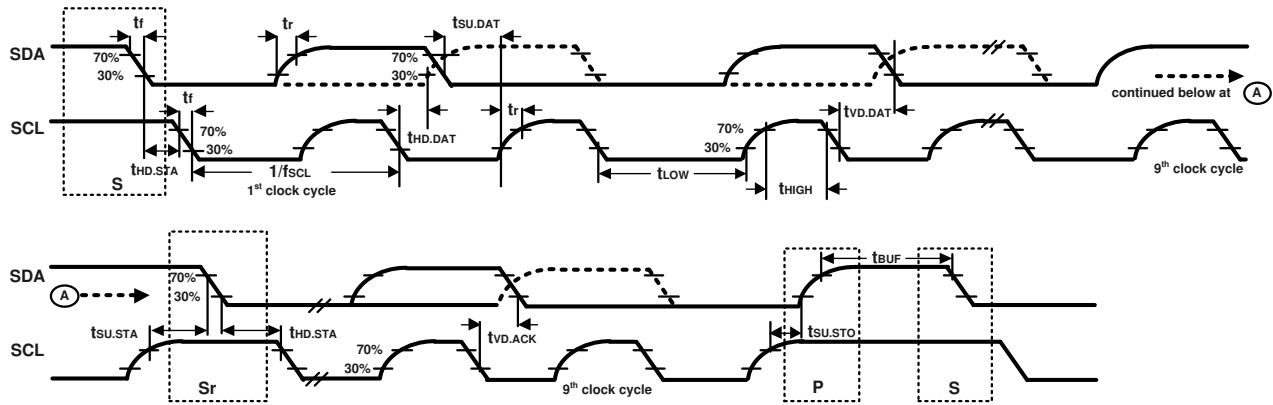 tf
tr
tSU.DAT
SDA
70%
30%
70%
30%
continued below at A
tf
tHD.DAT
tr
tVD.DAT
SCL
70%
30%
70%
30%
tHD.STA
1/fSCL
tLOW
tHIGH
S
1st clock cycle
9th clock cycle
SDA
70%
30%
tBUF
A
tSU.STA
tHD.STA
tVD.ACK
tSU.STO
SCL
70%
30%
Sr
9th clock cycle
P
S